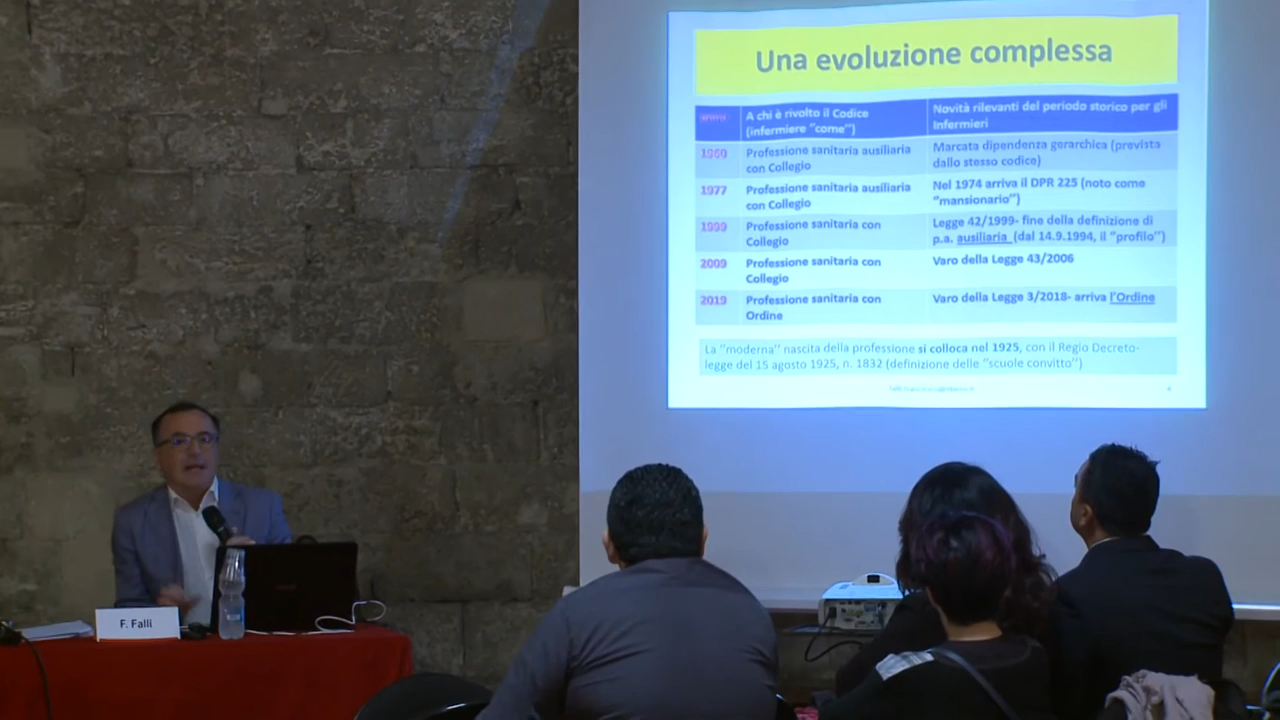 Una evoluzione complessa
A chi è rivolto il Codice
(infermiere "come")
Novità rilevanti del periodo storico per gli
Infermieri
1960
Professione sanitaria ausiliaria
con Collegio
Marcata dipendenza gerarchica (prevista
dallo stesso codice)
1977
Professione sanitaria ausiliaria
con Collegio
Nel 1974 arriva il DPR 225 (noto come
"mansionario")
1999
Professione sanitaria con
Collegio
Legge 42/1999- fine della definizione di
p.a. ausiliaria (dal 14.9.1994, il "profilo")
2009
Professione sanitaria con
Collegio
Varo della Legge 43/2006
2019
Professione sanitaria con
Ordine
Varo della Legge 3/2018- arriva l'Ordine
La "moderna" nascita della professione si colloca nel 1925, con il Regio Decreto-
legge del 15 agosto 1925, n. 1832 (definizione delle "scuole convitto")
F. Falli